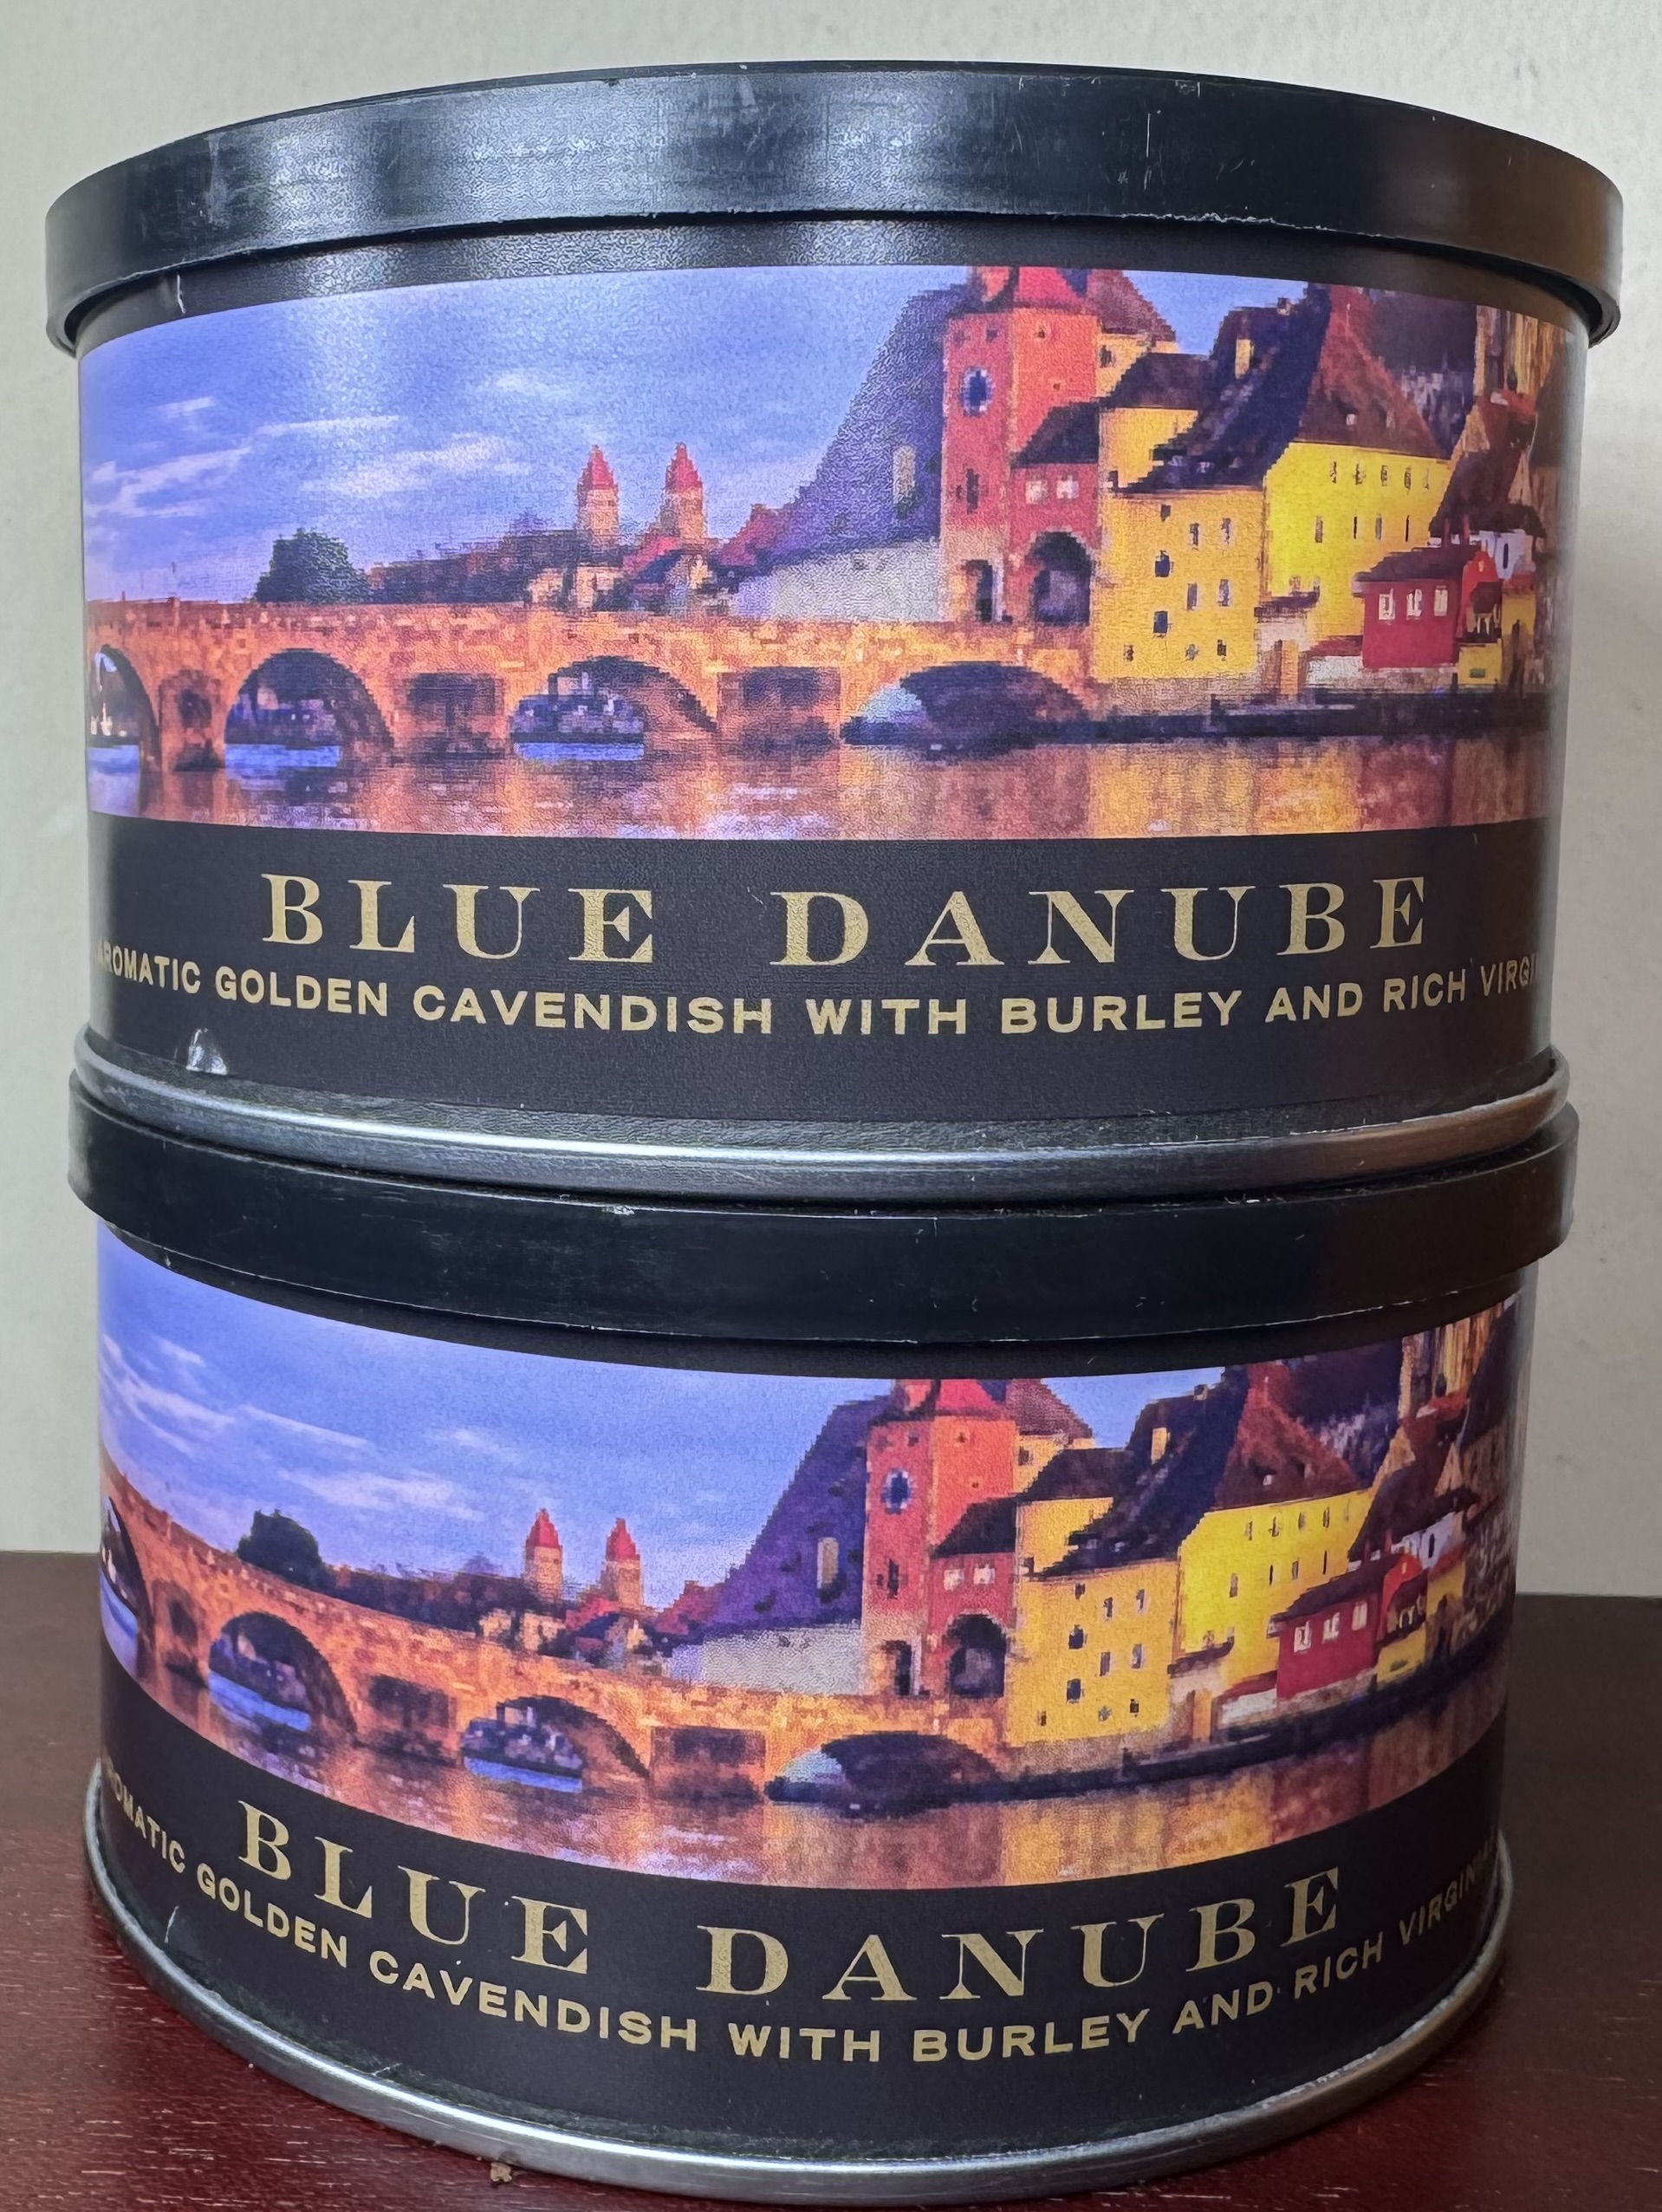 BLUE DANUBE
AROMATIC GOLDEN CAVENDISH WITH BURLEY AND RICH
BLUE DANUBE
GOLDEN CAVENDISH WITH BURLEY AND RICH